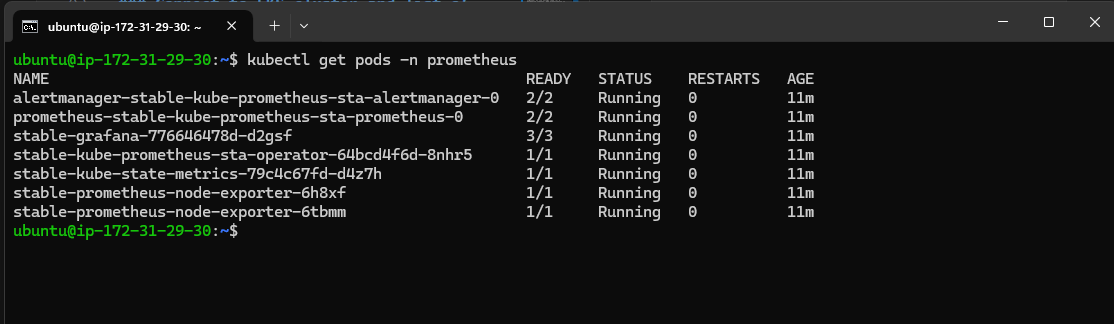 ubuntu@ip-172-31-29-30: ~
ubuntu@ip-172-31-29-30:~$ kubectl get pods -n prometheus
NAME READY STATUS RESTARTS AGE
alertmanager-stable-kube-prometheus-sta-alertmanager-0 2/2 Running 0 11m
prometheus-stable-kube-prometheus-sta-prometheus-0 2/2 Running 0 11m
stable-grafana-776646478d-d2gsf 3/3 Running 0 11m
stable-kube-prometheus-sta-operator-64bcd4f6d-8nhr5 1/1 Running 0 11m
stable-kube-state-metrics-79c4c67fd-d4z7h 1/1 Running 0 11m
stable-prometheus-node-exporter-6h8xf 1/1 Running 0 11m
stable-prometheus-node-exporter-6tbmm 1/1 Running 0 11m
ubuntu@ip-172-31-29-30:~$